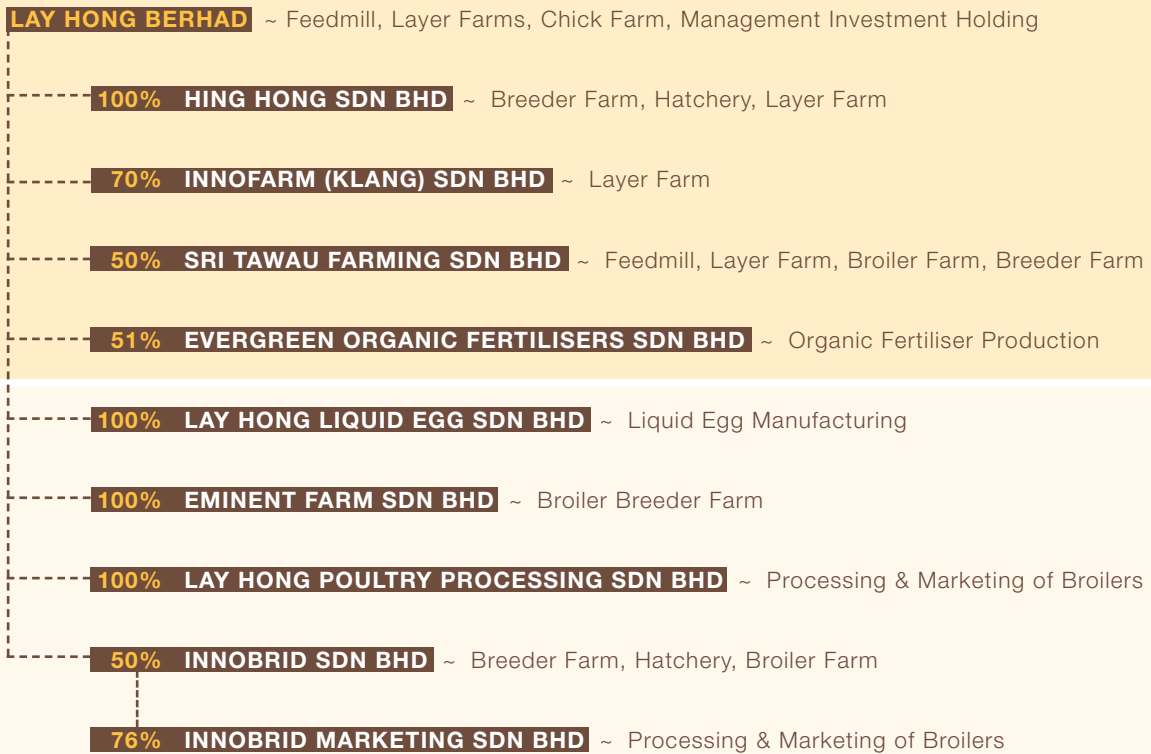 LAY HONG BERHAD ~ Feedmill, Layer Farms, Chick Farm, Management Investment Holding
100% HING HONG SDN BHD ~ Breeder Farm, Hatchery, Layer Farm
70% INNOFARM (KLANG) SDN BHD ~ Layer Farm
50% SRI TAWAU FARMING SDN BHD ~ Feedmill, Layer Farm, Broiler Farm, Breeder Farm
51% EVERGREEN ORGANIC FERTILISERS SDN BHD ~ Organic Fertiliser Production
100% LAY HONG LIQUID EGG SDN BHD ~ Liquid Egg Manufacturing
100% EMINENT FARM SDN BHD ~ Broiler Breeder Farm
100% LAY HONG POULTRY PROCESSING SDN BHD ~ Processing & Marketing of Broilers
50% INNOBRID SDN BHD ~ Breeder Farm, Hatchery, Broiler Farm
76% INNOBRID MARKETING SDN BHD ~ Processing & Marketing of Broilers